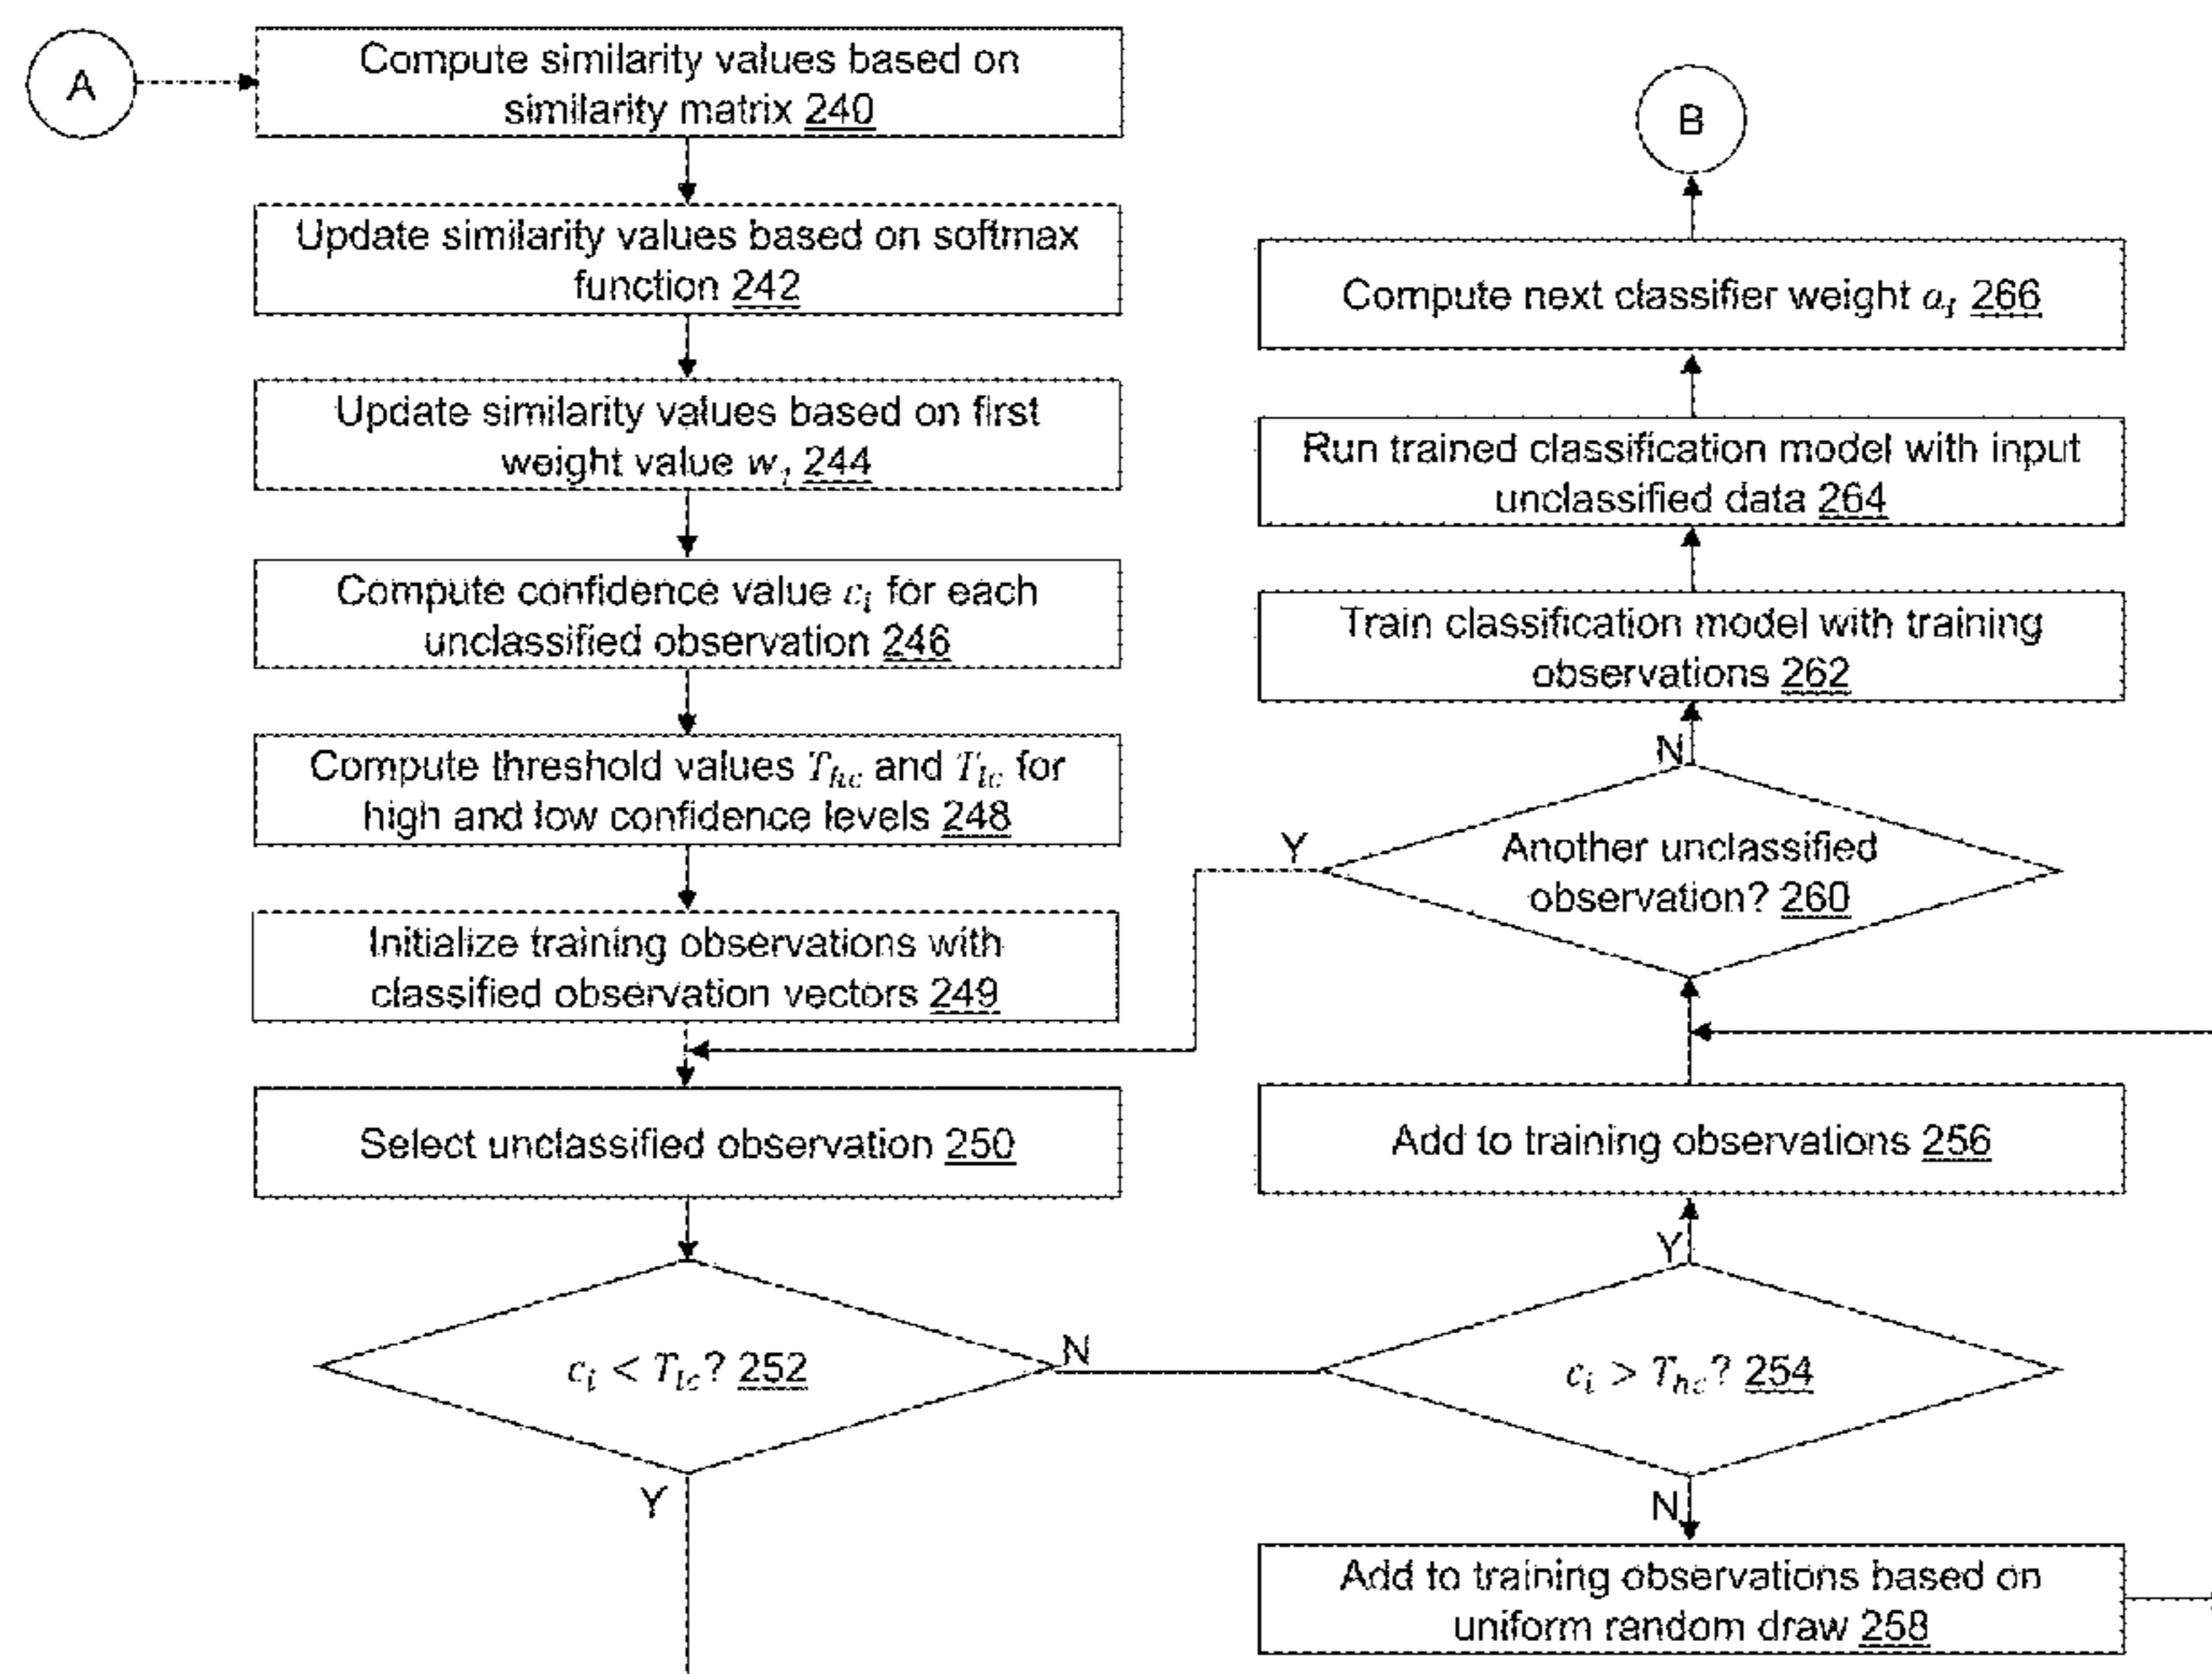 A
Compute similarity values based on
similarity matrix 240
Update similarity values based on softmax
function 242
Update similarity values based on first
weight value w₁ 244
Compute confidence value cᵢ for each
unclassified observation 246
Compute threshold values T_hc and T_lc for
high and low confidence levels 248
Initialize training observations with
classified observation vectors 249
Select unclassified observation 250
cᵢ < T_lc? 252
N
Y
B
Compute next classifier weight aₜ 266
Run trained classification model with input
unclassified data 264
Train classification model with training
observations 262
N
Another unclassified
observation? 260
Y
Add to training observations 256
Y
cᵢ > T_hc? 254
N
Add to training observations based on
uniform random draw 258